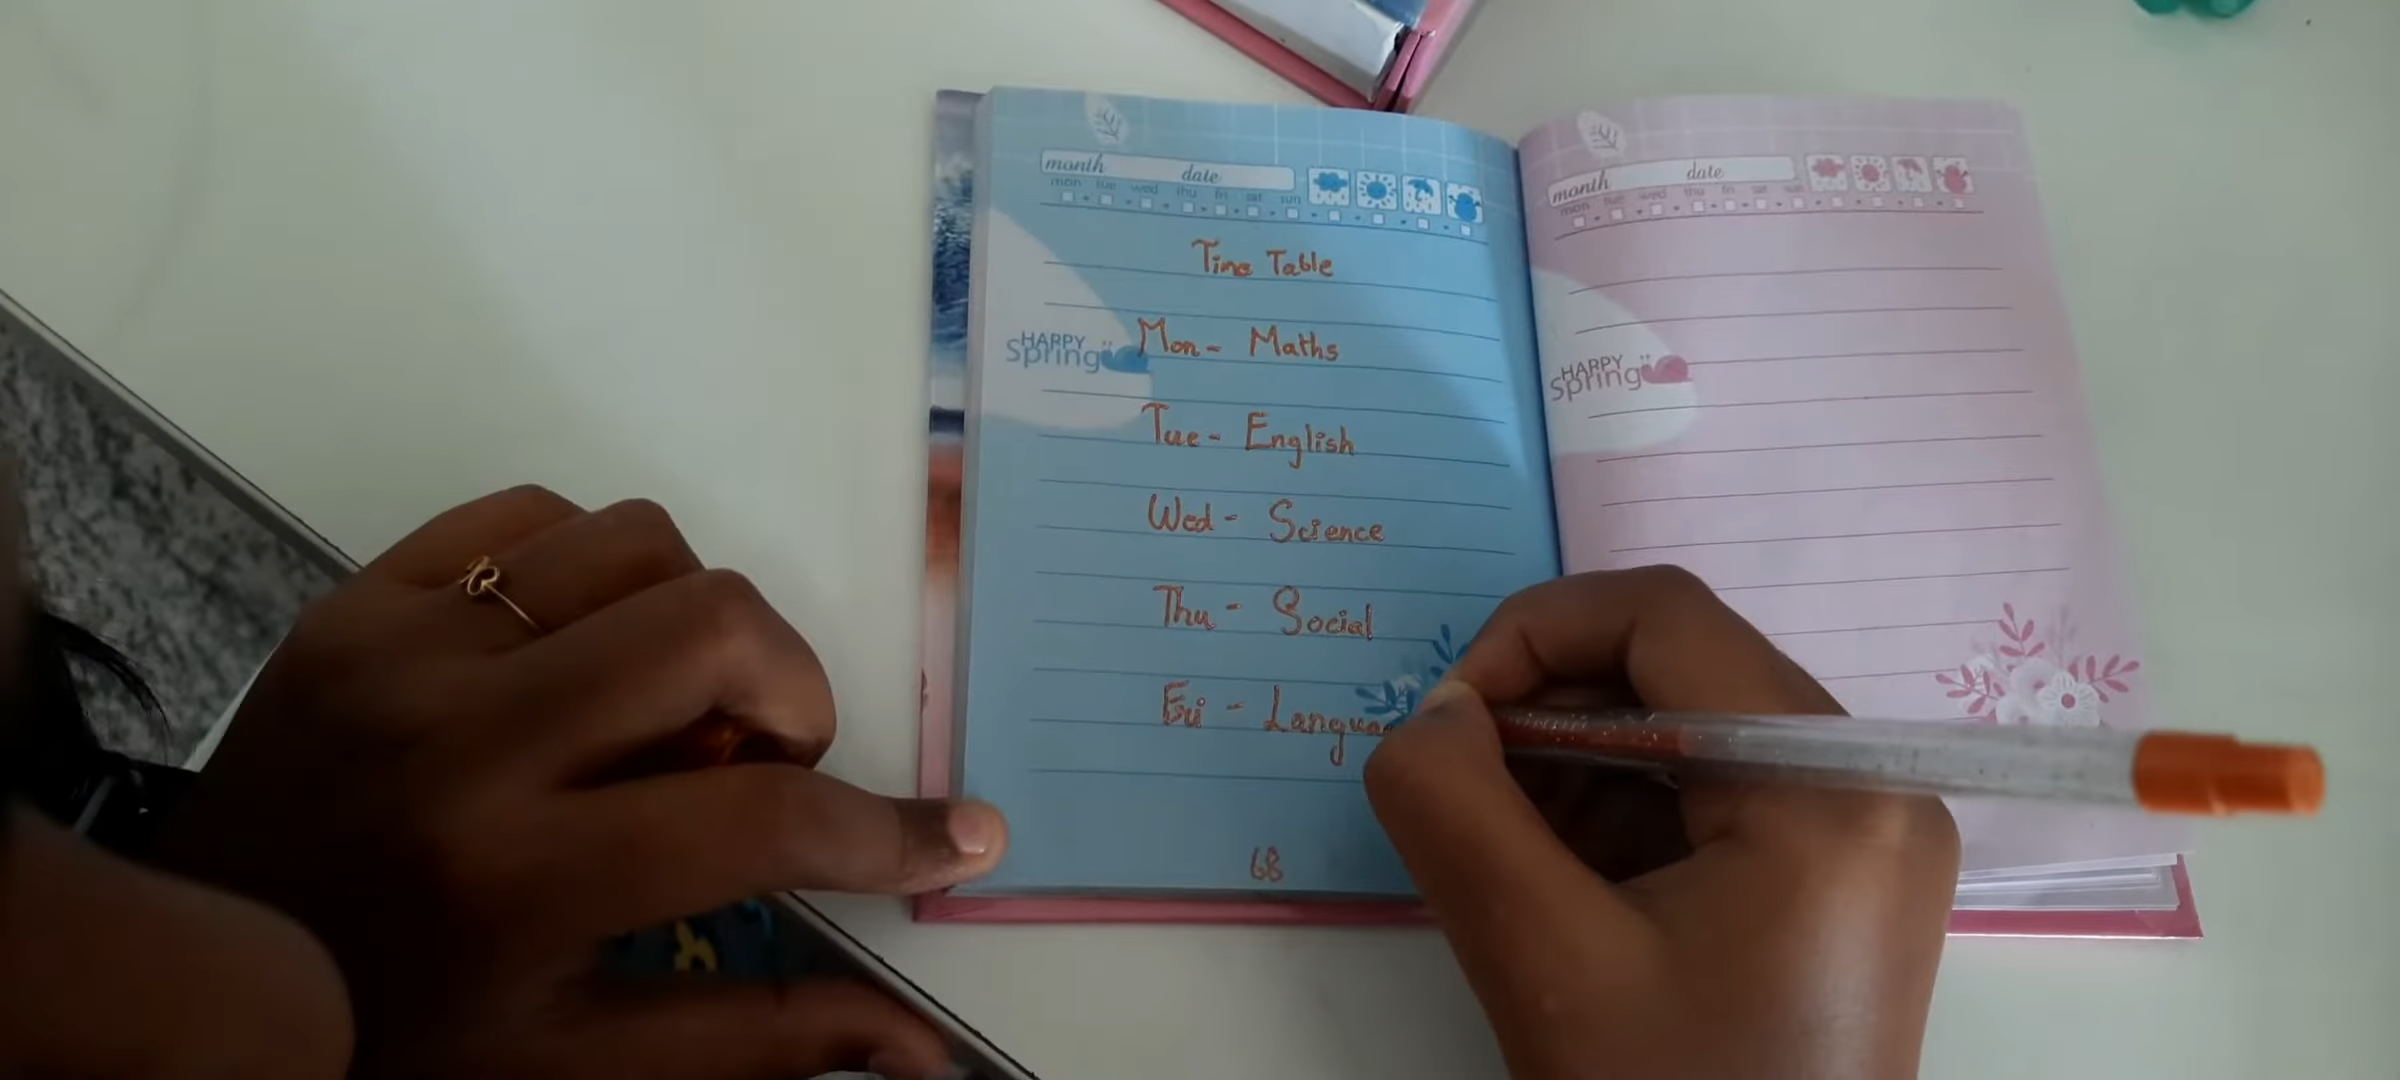 month date
mon tue wed thu fri sat sun
Time Table
HAPPY
Spring
Mon - Maths
Tue - English
Wed - Science
Thu - Social
Fri - Langua
68
month date
mon tue wed thu fri sat sun
HAPPY
Spring